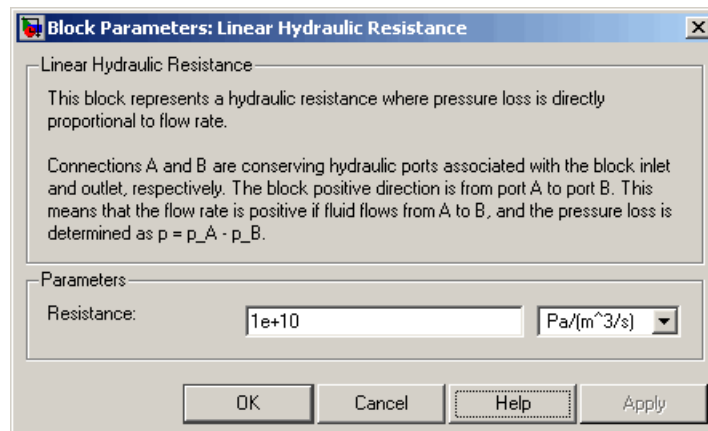 Block Parameters: Linear Hydraulic Resistance
Linear Hydraulic Resistance
This block represents a hydraulic resistance where pressure loss is directly
proportional to flow rate.
Connections A and B are conserving hydraulic ports associated with the block inlet
and outlet, respectively. The block positive direction is from port A to port B. This
means that the flow rate is positive if fluid flows from A to B, and the pressure loss is
determined as p = p_A - p_B.
Parameters
Resistance: 1e+10 Pa/(m^3/s)
OK Cancel Help Apply